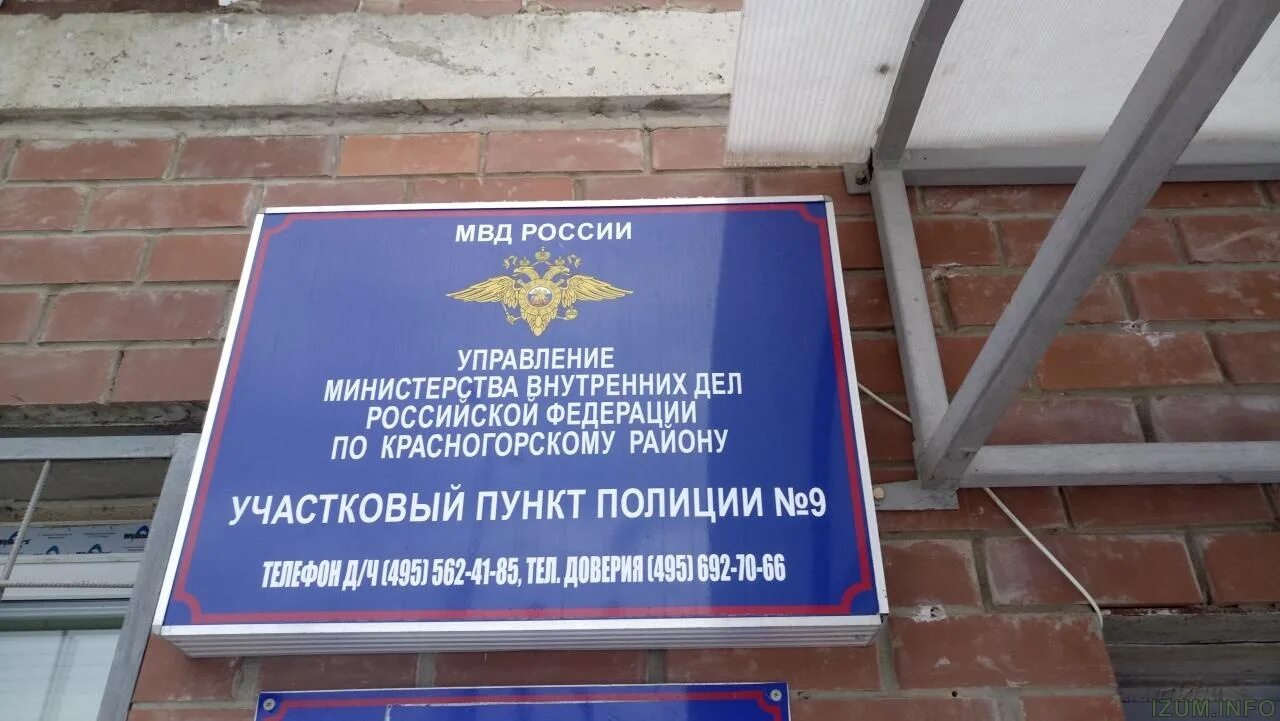 МВД РОССИИ
УПРАВЛЕНИЕ
МИНИСТЕРСТВА ВНУТРЕННИХ ДЕЛ
РОССИЙСКОЙ ФЕДЕРАЦИИ
ПО КРАСНОГОРСКОМУ РАЙОНУ
УЧАСТКОВЫЙ ПУНКТ ПОЛИЦИИ №9
ТЕЛЕФОН Д/Ч (495) 562-41-85, ТЕЛ. ДОВЕРИЯ (495) 692-70-66
IZUM.INFO